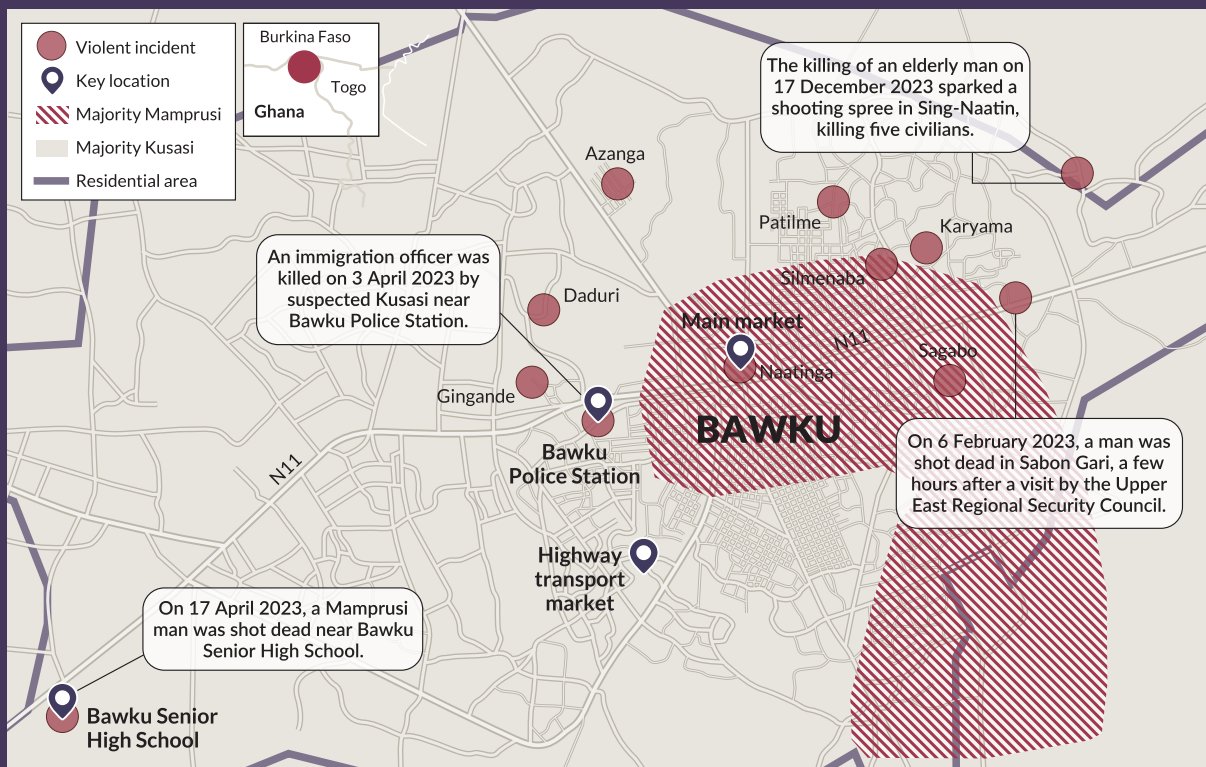 Violent incident
Key location
Majority Mamprusi
Majority Kusasi
Residential area
Burkina Faso
Togo
Ghana
The killing of an elderly man on
17 December 2023 sparked a
shooting spree in Sing-Naatin,
killing five civilians.
Azanga
Patilme
Karyama
An immigration officer was
killed on 3 April 2023 by
suspected Kusasi near
Bawku Police Station.
Silmenaba
Daduri
Main market
N11
Sagabo
Naatinga
Gingande
BAWKU
Bawku
Police Station
On 6 February 2023, a man was
shot dead in Sabon Gari, a few
hours after a visit by the Upper
East Regional Security Council.
N11
Highway
transport
market
On 17 April 2023, a Mamprusi
man was shot dead near Bawku
Senior High School.
Bawku Senior
High School